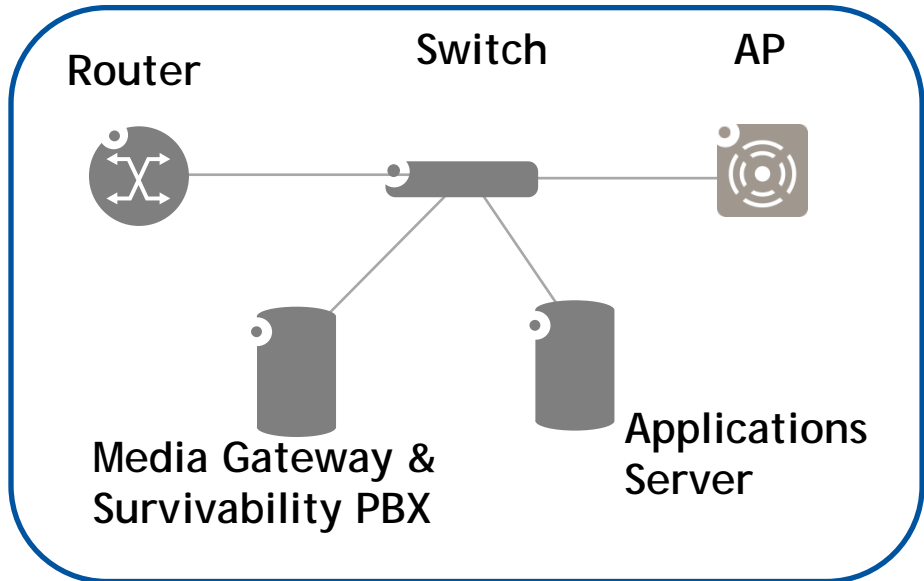 Router
Switch
AP
Media Gateway &
Survivability PBX
Applications
Server